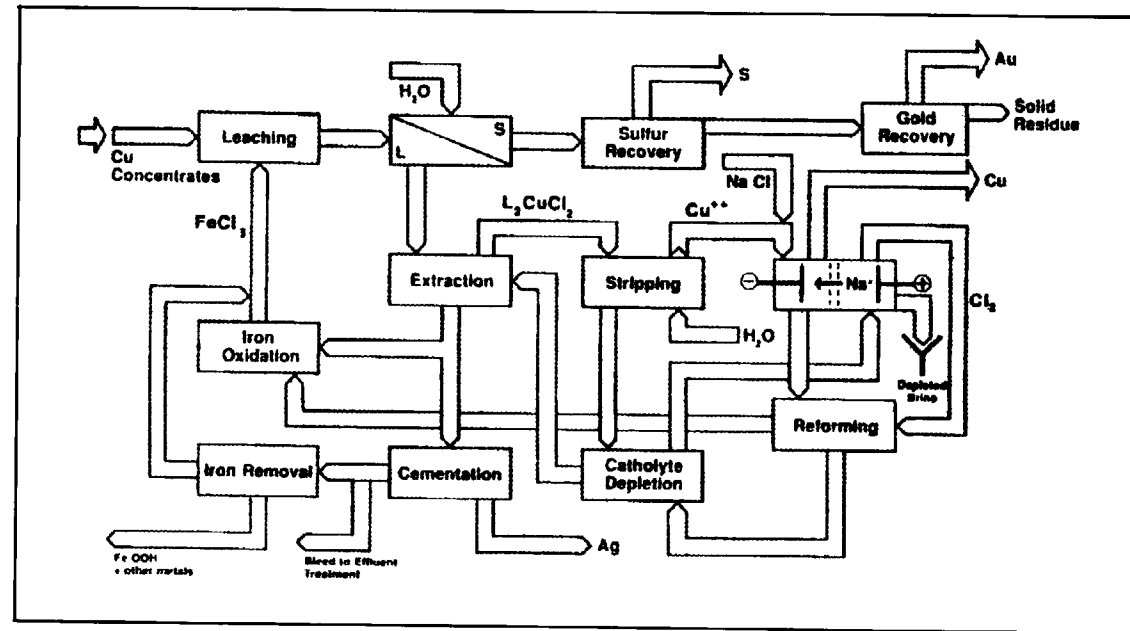 Au
S
H₂O
Solid
Residue
Leaching
S
L
Sulfur
Recovery
Gold
Recovery
Cu
Concentrates
Na Cl
Cu
L₂CuCl₂
Cu⁺⁺
FeCl₃
Extraction
Stripping
⊖
Na⁺
⊕
Cl₂
Iron
Oxidation
H₂O
Depleted
Brine
Reforming
Iron Removal
Cementation
Catholyte
Depletion
Ag
Fe OOH
+ other metals
Bleed to Effluent
Treatment